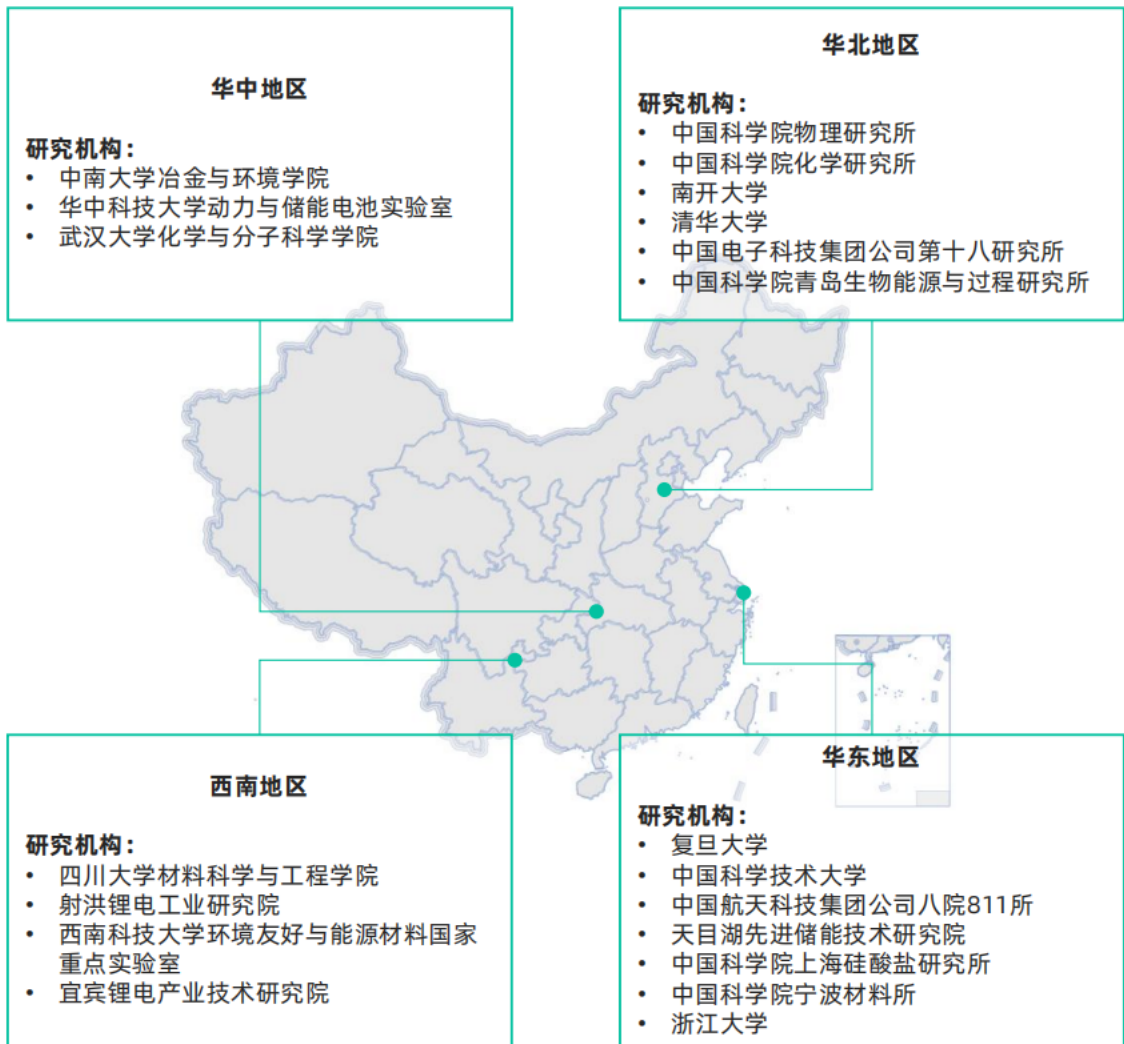 华中地区
研究机构：
• 中南大学冶金与环境学院
• 华中科技大学动力与储能电池实验室
• 武汉大学化学与分子科学学院
华北地区
研究机构：
• 中国科学院物理研究所
• 中国科学院化学研究所
• 南开大学
• 清华大学
• 中国电子科技集团公司第十八研究所
• 中国科学院青岛生物能源与过程研究所
西南地区
研究机构：
• 四川大学材料科学与工程学院
• 射洪锂电工业研究院
• 西南科技大学环境友好与能源材料国家
重点实验室
• 宜宾锂电产业技术研究院
华东地区
研究机构：
• 复旦大学
• 中国科学技术大学
• 中国航天科技集团公司八院811所
• 天目湖先进储能技术研究院
• 中国科学院上海硅酸盐研究所
• 中国科学院宁波材料所
• 浙江大学